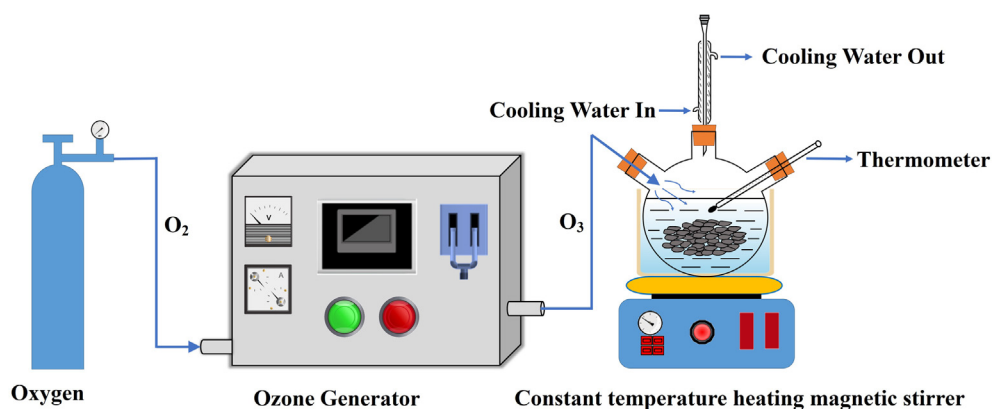 Cooling Water Out
Cooling Water In
Thermometer
O₂
O₃
V
A
Oxygen
Ozone Generator
Constant temperature heating magnetic stirrer